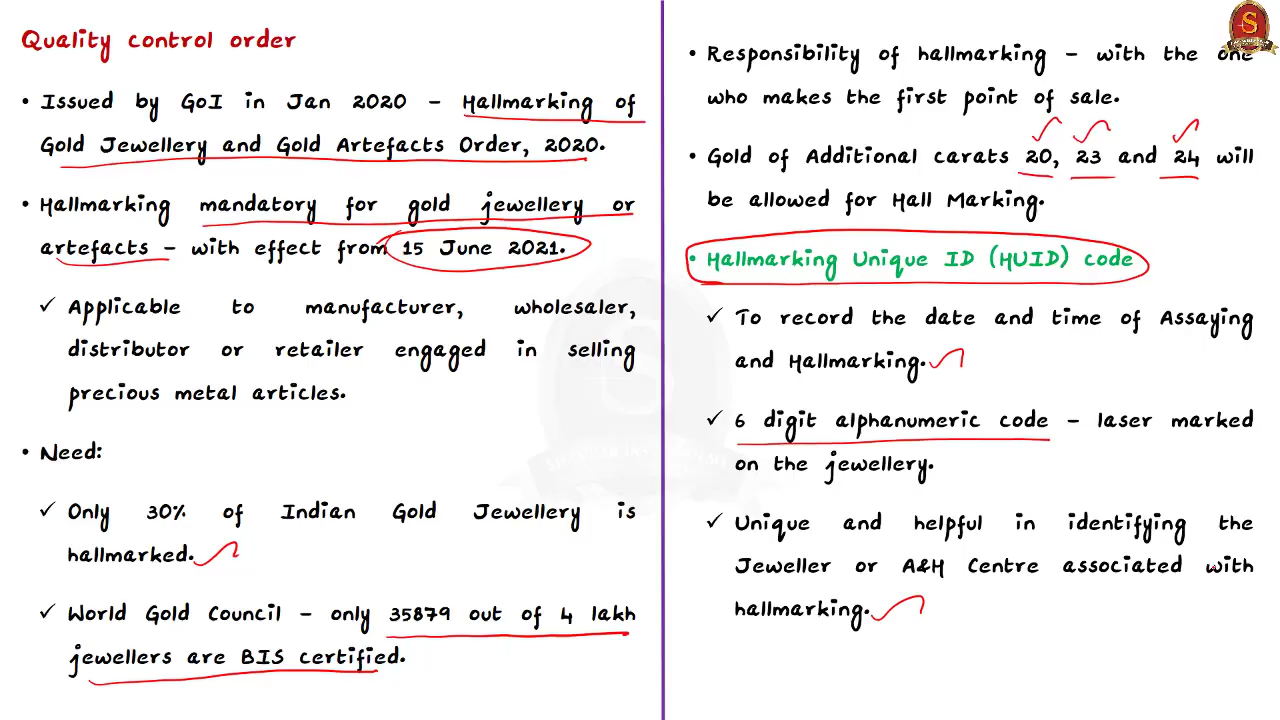 Quality control order
• Issued by GoI in Jan 2020 – Hallmarking of
Gold Jewellery and Gold Artefacts Order, 2020.
• Hallmarking mandatory for gold jewellery or
artefacts – with effect from 15 June 2021.
✓ Applicable to manufacturer, wholesaler,
distributor or retailer engaged in selling
precious metal articles.
• Need:
✓ Only 30% of Indian Gold Jewellery is
hallmarked.
✓ World Gold Council – only 35879 out of 4 lakh
jewellers are BIS certified.
• Responsibility of hallmarking – with the one
who makes the first point of sale.
• Gold of Additional carats 20, 23 and 24 will
be allowed for Hall Marking.
• Hallmarking Unique ID (HUID) code
✓ To record the date and time of Assaying
and Hallmarking.
✓ 6 digit alphanumeric code – laser marked
on the jewellery.
✓ Unique and helpful in identifying the
Jeweller or A&H Centre associated with
hallmarking.
S